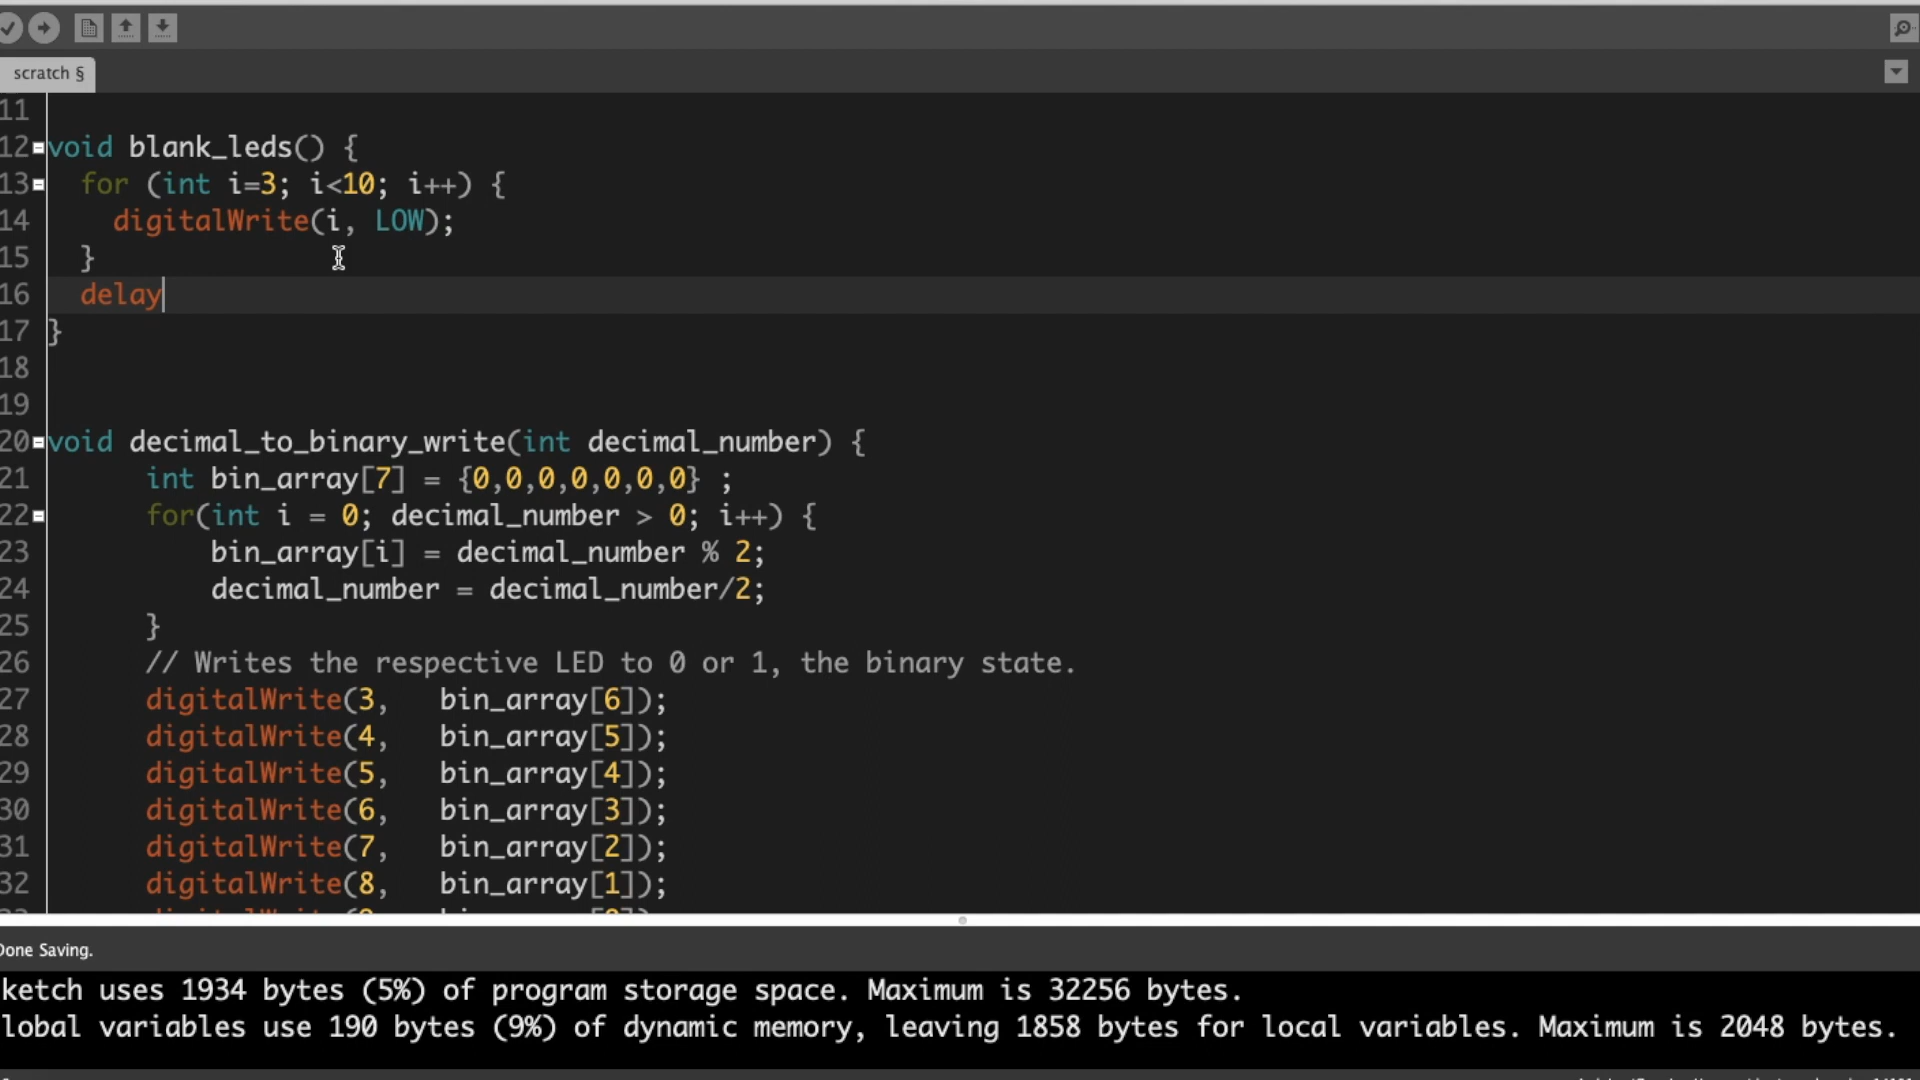 scratch §
11
12 void blank_leds() {
13 for (int i=3; i<10; i++) {
14 digitalWrite(i, LOW);
15 }
16 delay
17 }
18
19
20 void decimal_to_binary_write(int decimal_number) {
21 int bin_array[7] = {0,0,0,0,0,0,0} ;
22 for(int i = 0; decimal_number > 0; i++) {
23 bin_array[i] = decimal_number % 2;
24 decimal_number = decimal_number/2;
25 }
26 // Writes the respective LED to 0 or 1, the binary state.
27 digitalWrite(3, bin_array[6]);
28 digitalWrite(4, bin_array[5]);
29 digitalWrite(5, bin_array[4]);
30 digitalWrite(6, bin_array[3]);
31 digitalWrite(7, bin_array[2]);
32 digitalWrite(8, bin_array[1]);
Done Saving.
ketch uses 1934 bytes (5%) of program storage space. Maximum is 32256 bytes.
lobal variables use 190 bytes (9%) of dynamic memory, leaving 1858 bytes for local variables. Maximum is 2048 bytes.